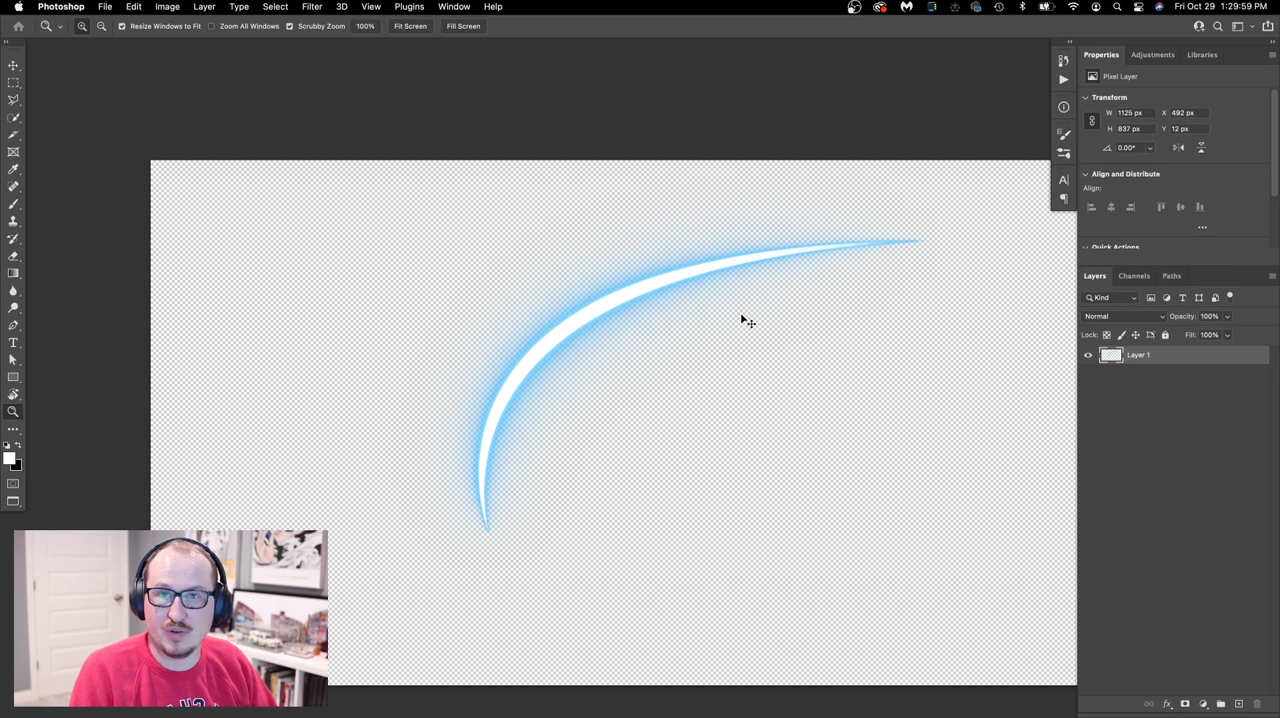 Photoshop File Edit Image Layer Type Select Filter 3D View Plugins Window Help Fri Oct 29 1:29:59 PM
Resize Windows to Fit Zoom All Windows Scrubby Zoom 100% Fit Screen Fill Screen
Properties Adjustments Libraries
Pixel Layer
Transform
W 1125 px X 492 px
H 837 px Y 12 px
0.00°
Align and Distribute
Align:
Quick Actions
Layers Channels Paths
Kind
Normal Opacity: 100%
Lock: Fill: 100%
Layer 1